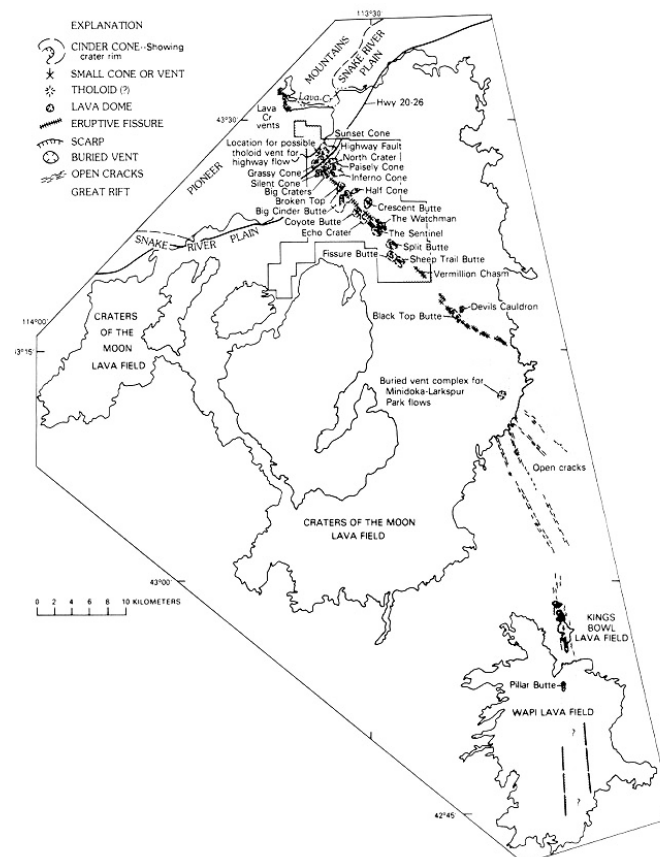 EXPLANATION
CINDER CONE--Showing
crater rim
SMALL CONE OR VENT
THOLOID (?)
LAVA DOME
ERUPTIVE FISSURE
SCARP
BURIED VENT
OPEN CRACKS
GREAT RIFT
113°30'
MOUNTAINS
SNAKE RIVER
PLAIN
Lava Cr
Lava
Cr
vents
Hwy 20-26
43°30'
Sunset Cone
Location for possible
tholoid vent for
highway flow
Highway Fault
North Crater
Paisely Cone
Grassy Cone
Inferno Cone
Silent Cone
Big Craters
Half Cone
Broken Top
Crescent Butte
Big Cinder Butte
The Watchman
Coyote Butte
Echo Crater
The Sentinel
PIONEER
Split Butte
SNAKE RIVER PLAIN
Fissure Butte
Sheep Trail Butte
Vermillion Chasm
Devils Cauldron
Black Top Butte
114°00'
3°15'
CRATERS
OF THE
MOON
LAVA FIELD
Buried vent complex for
Minidoka-Larkspur
Park flows
Open cracks
CRATERS OF THE MOON
LAVA FIELD
43°00'
0 2 4 6 8 10 KILOMETERS
KINGS
BOWL
LAVA FIELD
Pillar Butte
WAPI LAVA FIELD
?
?
42°45'